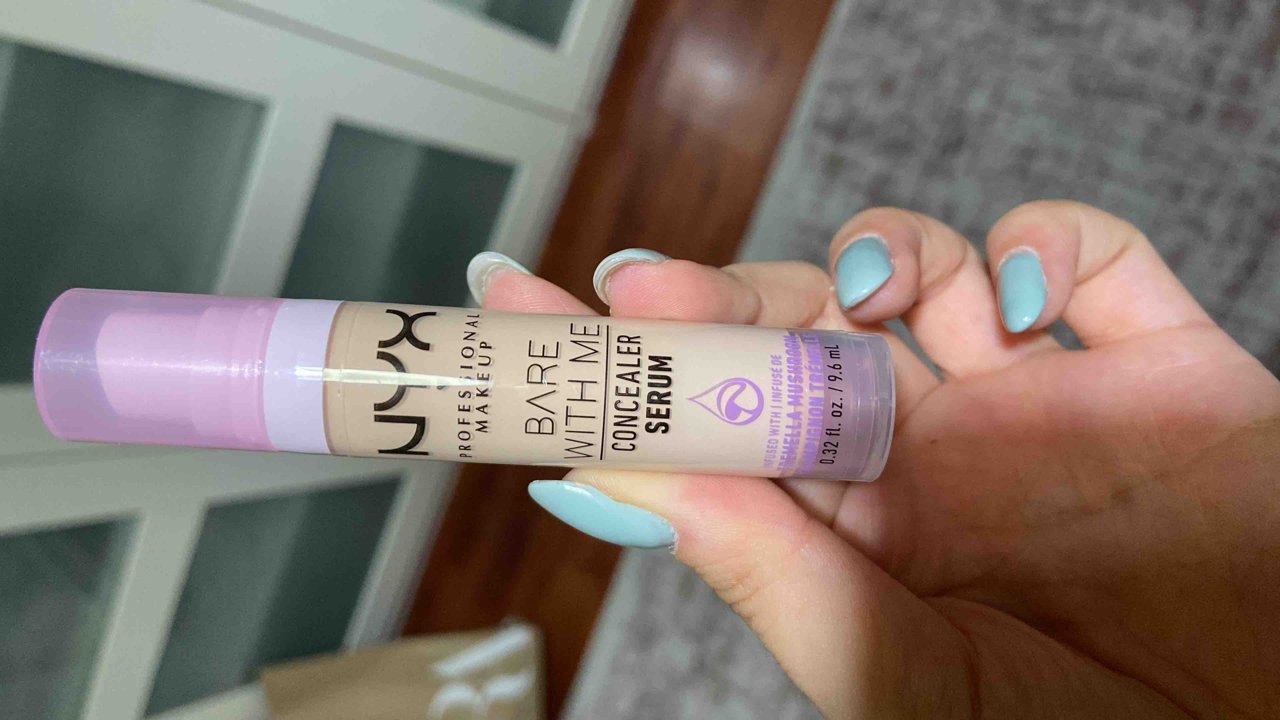 NYX
PROFESSIONAL
MAKEUP
BARE
WITH ME
CONCEALER
SERUM
INFUSED WITH | INFUSÉ DE
TREMELLA MUSHROOM
0.32 fl. oz. / 9.6 mL